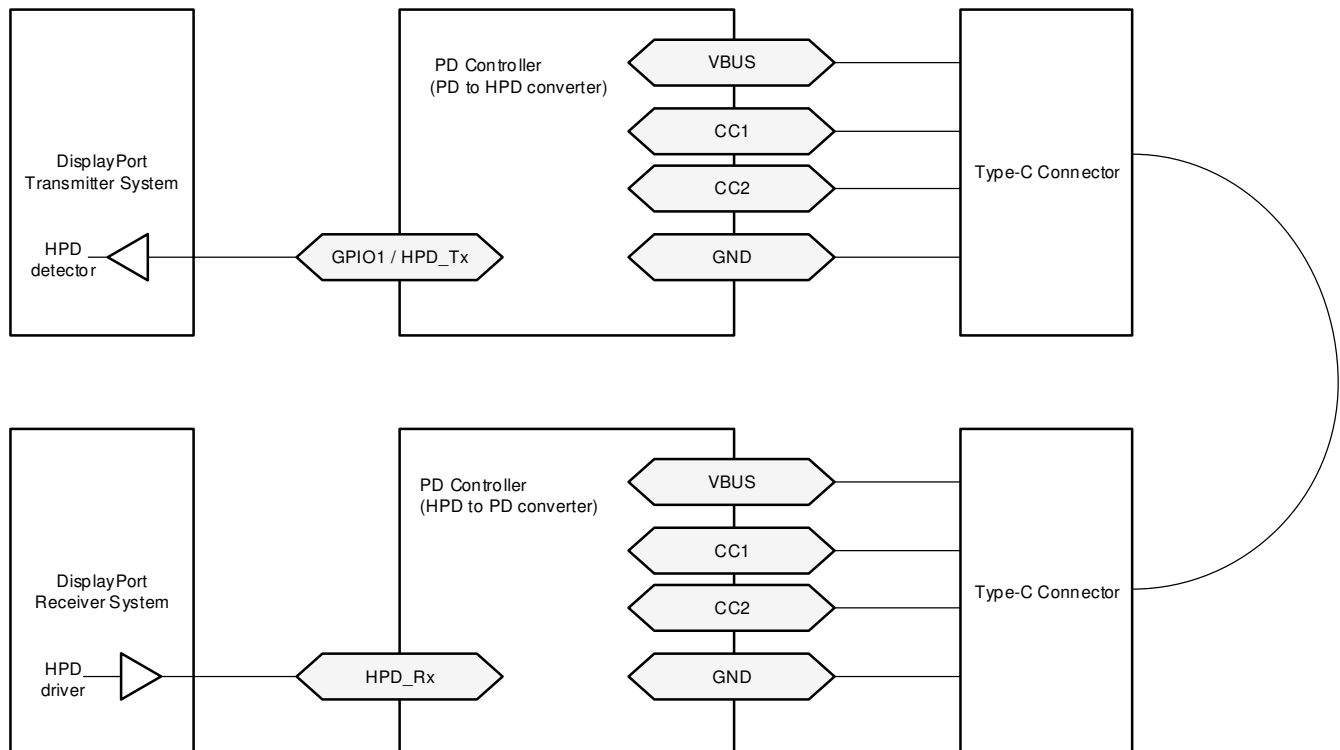 PD Controller
(PD to HPD converter)
VBUS
CC1
CC2
GND
DisplayPort
Transmitter System
HPD
detector
GPIO1 / HPD_Tx
Type-C Connector
PD Controller
(HPD to PD converter)
VBUS
CC1
CC2
GND
DisplayPort
Receiver System
HPD
driver
HPD_Rx
Type-C Connector